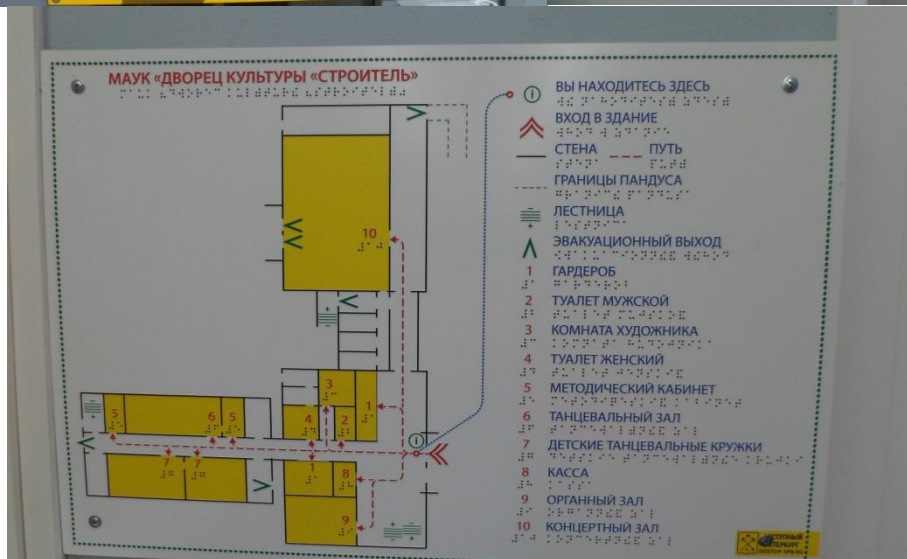 МАУК «ДВОРЕЦ КУЛЬТУРЫ «СТРОИТЕЛЬ»
ВЫ НАХОДИТЕСЬ ЗДЕСЬ
ВХОД В ЗДАНИЕ
СТЕНА ПУТЬ
ГРАНИЦЫ ПАНДУСА
ЛЕСТНИЦА
ЭВАКУАЦИОННЫЙ ВЫХОД
1 ГАРДЕРОБ
2 ТУАЛЕТ МУЖСКОЙ
3 КОМНАТА ХУДОЖНИКА
4 ТУАЛЕТ ЖЕНСКИЙ
5 МЕТОДИЧЕСКИЙ КАБИНЕТ
6 ТАНЦЕВАЛЬНЫЙ ЗАЛ
7 ДЕТСКИЕ ТАНЦЕВАЛЬНЫЕ КРУЖКИ
8 КАССА
9 ОРГАННЫЙ ЗАЛ
10 КОНЦЕРТНЫЙ ЗАЛ
10
3
1
5 6 5 4 2
7 7 1 8
9